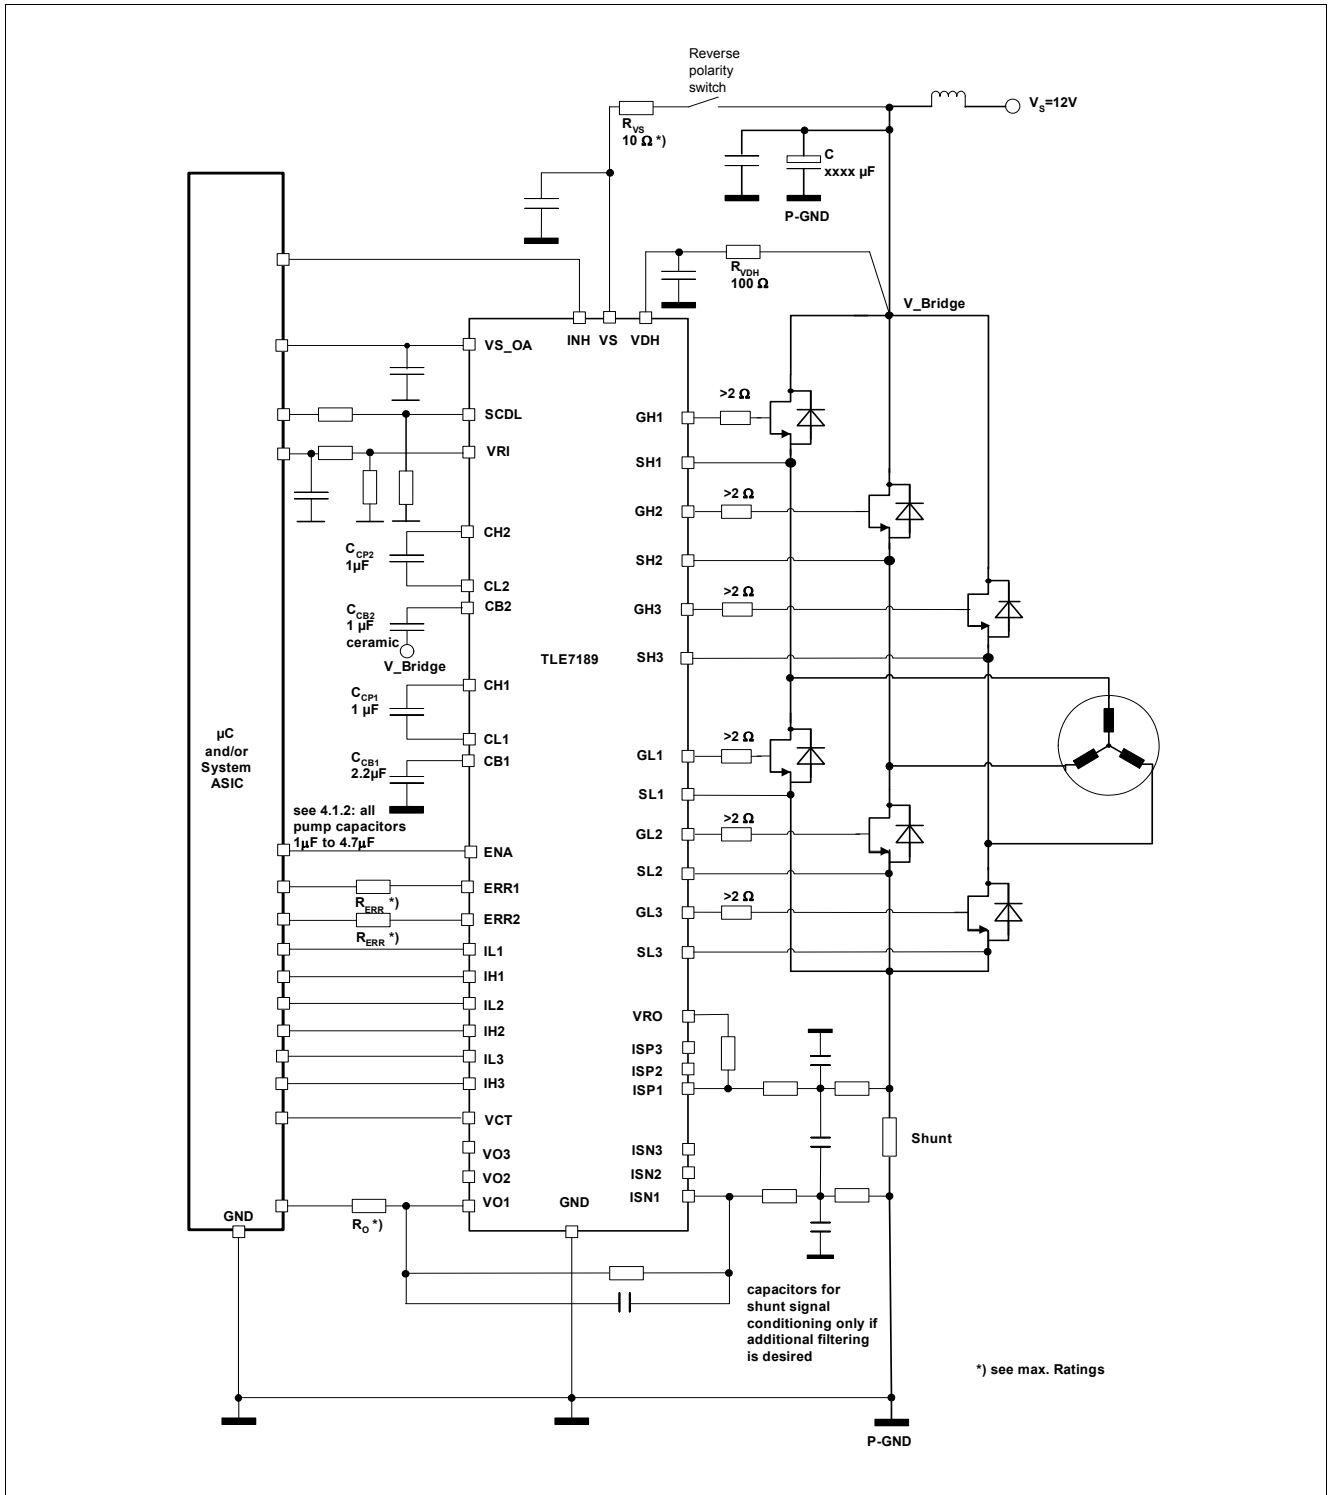 Reverse
polarity
switch
V_S=12V
R_VS
10 Ω *)
C
xxxx µF
P-GND
R_VDH
100 Ω
V_Bridge
INH VS VDH
VS_OA
SCDL
VRI
CH2
C_CP2
1µF
CL2
CB2
C_CB2
1 µF
ceramic
V_Bridge
CH1
C_CP1
1 µF
CL1
CB1
C_CB1
2.2µF
see 4.1.2: all
pump capacitors
1µF to 4.7µF
µC
and/or
System
ASIC
GND
TLE7189
GND
ENA
ERR1
R_ERR *)
ERR2
R_ERR *)
IL1
IH1
IL2
IH2
IL3
IH3
VCT
VO3
VO2
VO1
R_O *)
>2 Ω
GH1
SH1
>2 Ω
GH2
SH2
>2 Ω
GH3
SH3
>2 Ω
GL1
SL1
>2 Ω
GL2
SL2
>2 Ω
GL3
SL3
VRO
ISP3
ISP2
ISP1
Shunt
ISN3
ISN2
ISN1
capacitors for
shunt signal
conditioning only if
additional filtering
is desired
*) see max. Ratings
P-GND